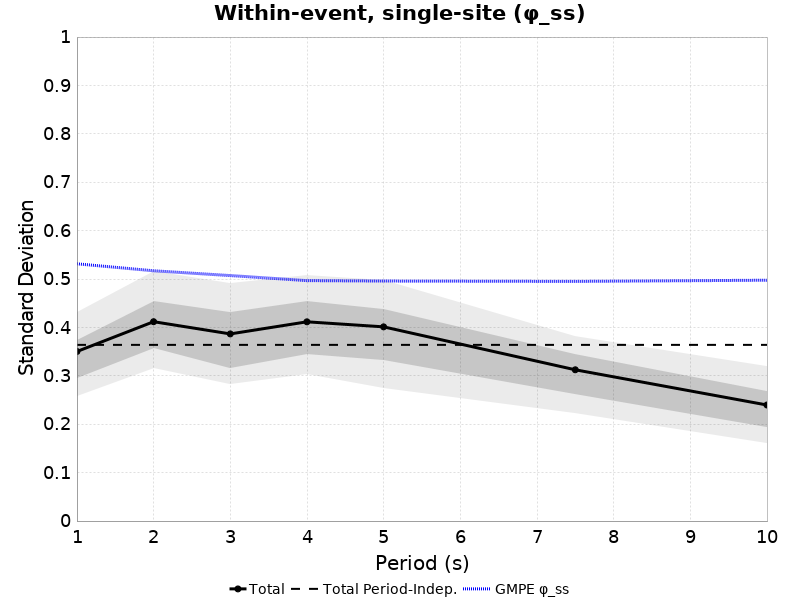 Within-event, single-site (φ_ss)
1
0.9
0.8
0.7
0.6
0.5
0.4
0.3
0.2
0.1
0
Standard Deviation
1 2 3 4 5 6 7 8 9 10
Period (s)
Total Total Period-Indep. GMPE φ_ss